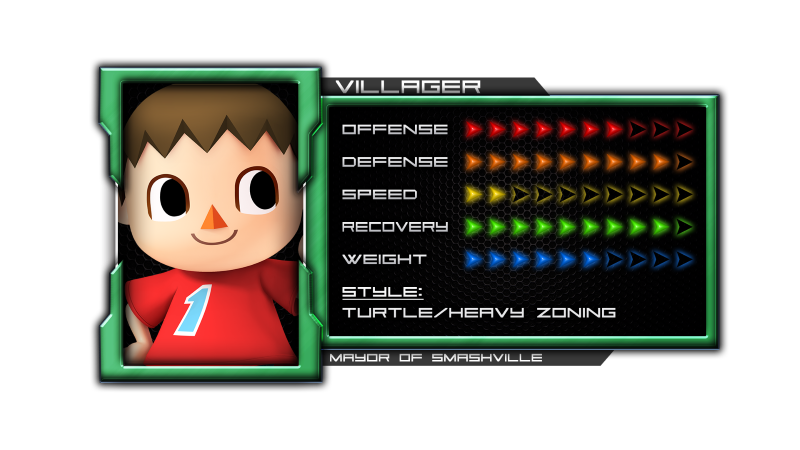 VILLAGER
OFFENSE
DEFENSE
SPEED
RECOVERY
WEIGHT
STYLE:
TURTLE/HEAVY ZONING
1
MAYOR OF SMASHVILLE